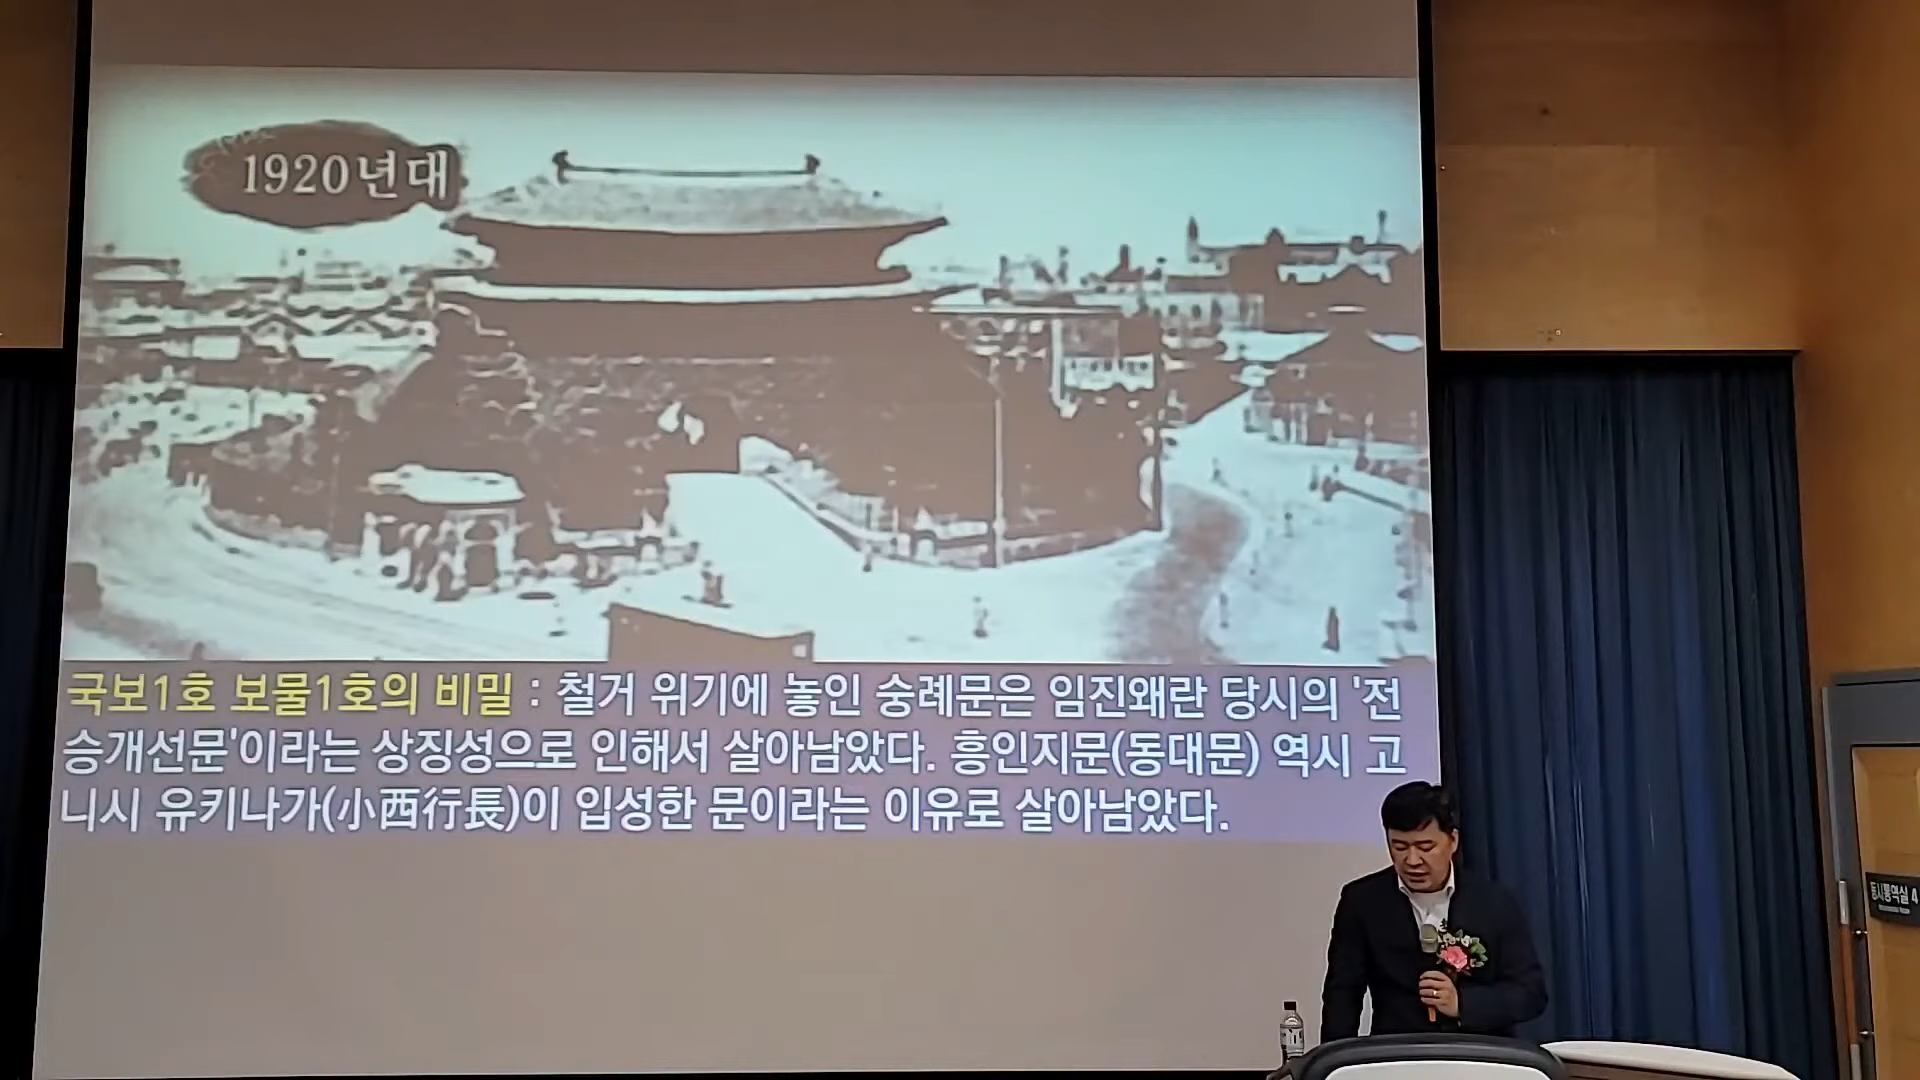 1920년대
국보1호 보물1호의 비밀 : 철거 위기에 놓인 숭례문은 임진왜란 당시의 '전
승개선문'이라는 상징성으로 인해서 살아남았다. 흥인지문(동대문) 역시 고
니시 유키나가(小西行長)이 입성한 문이라는 이유로 살아남았다.
동시통역실 4